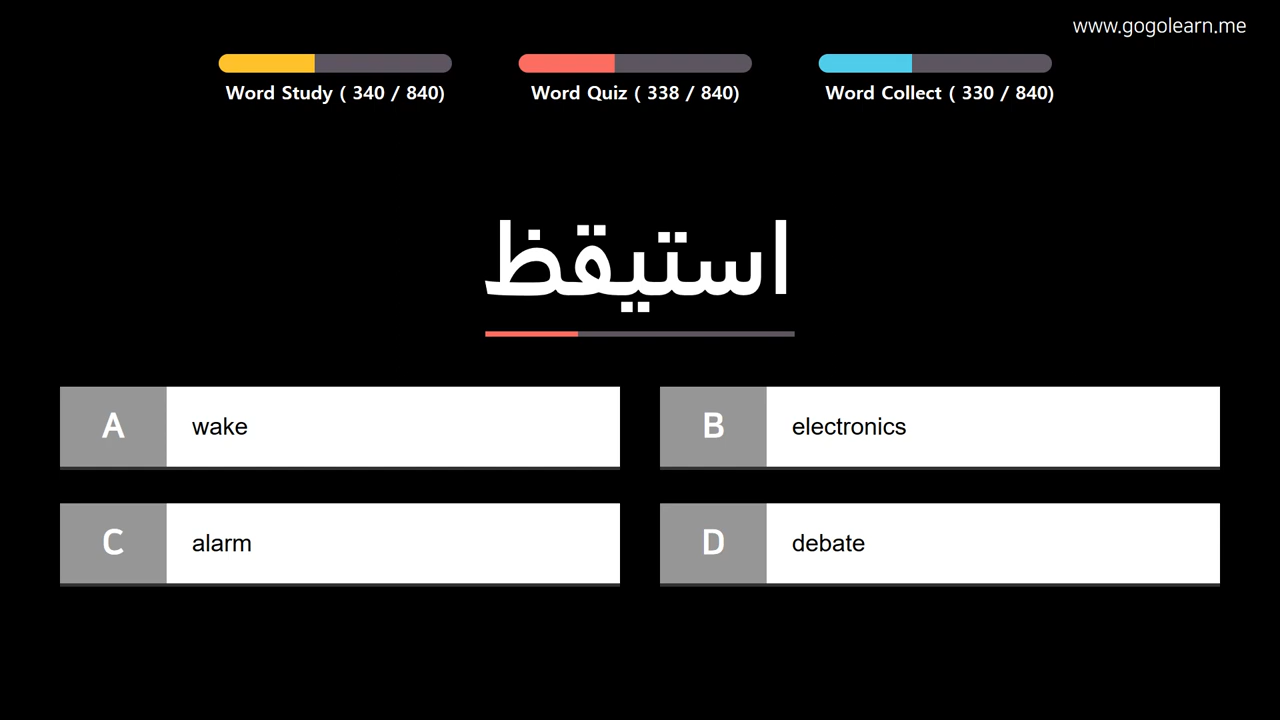 www.gogolearn.me
Word Study ( 340 / 840)
Word Quiz ( 338 / 840)
Word Collect ( 330 / 840)
استيقظ
A wake
B electronics
C alarm
D debate